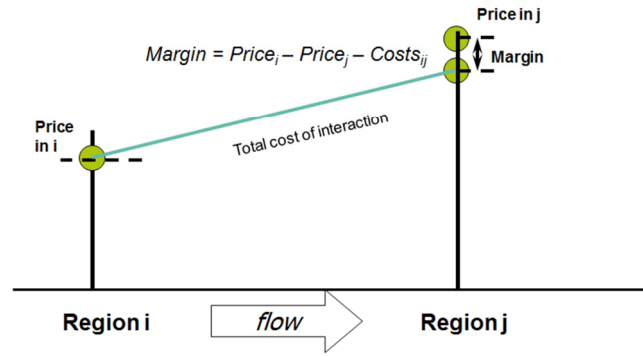 Price in j
Margin = Priceᵢ – Priceⱼ – Costsᵢⱼ
Margin
Price
in i
Total cost of interaction
Region i
flow
Region j